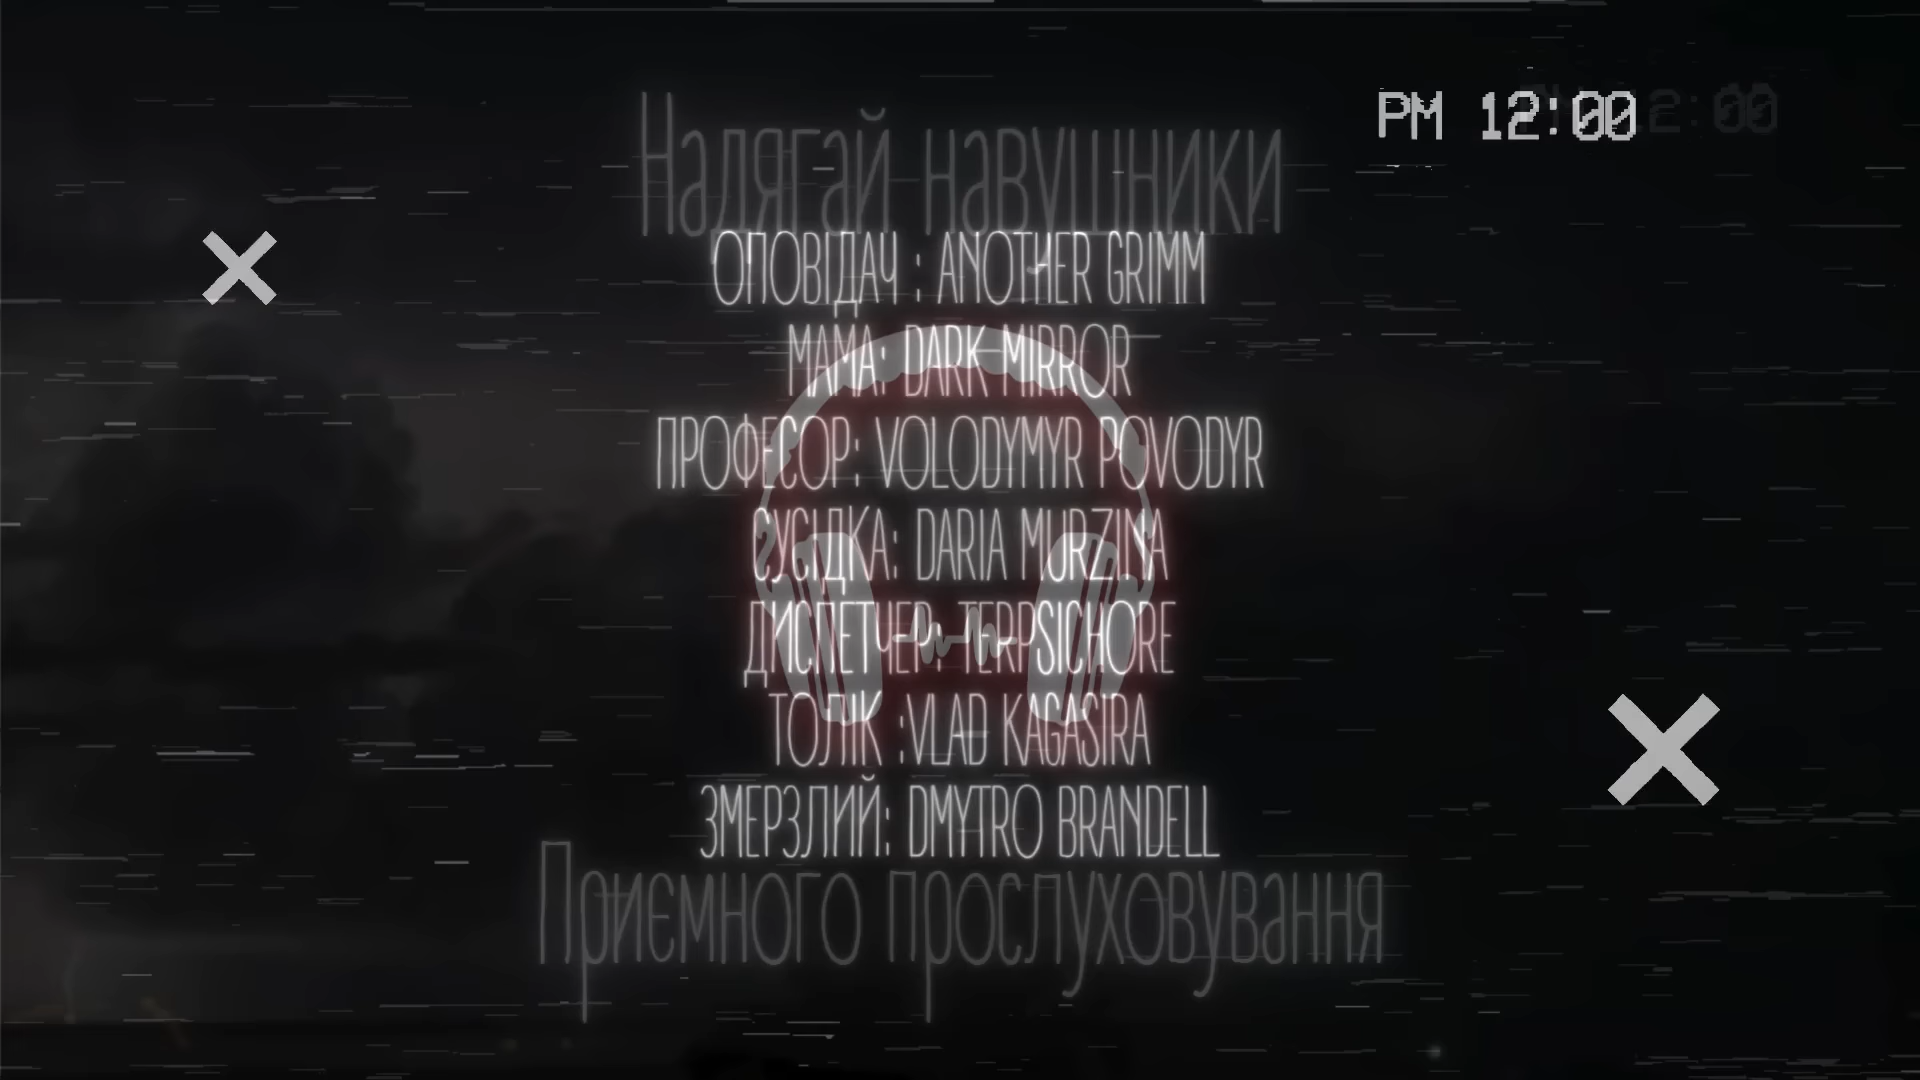 PM 12:00
Надягай навушники
ОПОВІДАЧ : ANOTHER GRIMM
МАМА: DARK MIRROR
ПРОФЕСОР: VOLODYMYR POVODYR
СУСІДКА: DARIA MURZINA
ДИСПЕТЧЕР: TERPSICHORE
ТОЛІК :VLAD KAGASIRA
ЗМЕРЗЛИЙ: DMYTRO BRANDELL
Приємного прослуховування